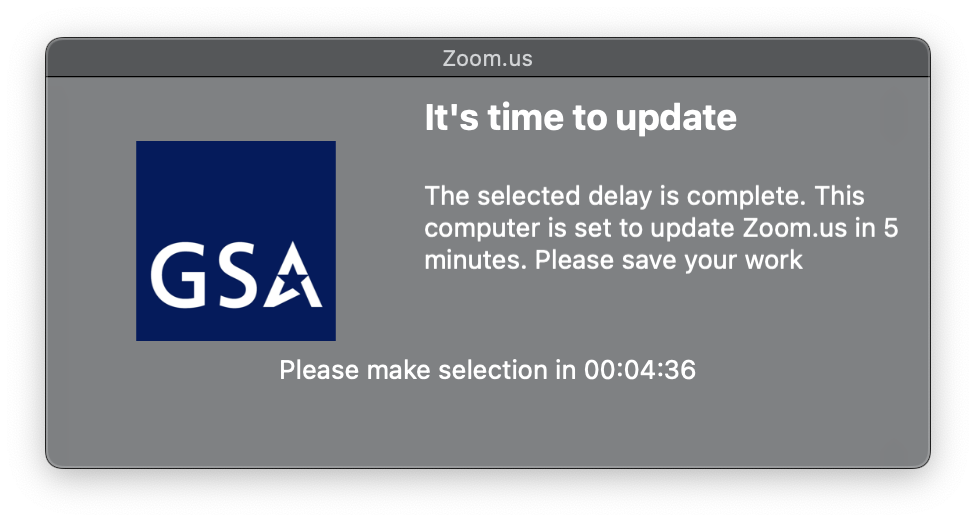 Zoom.us
It's time to update
The selected delay is complete. This
computer is set to update Zoom.us in 5
minutes. Please save your work
GSA
Please make selection in 00:04:36